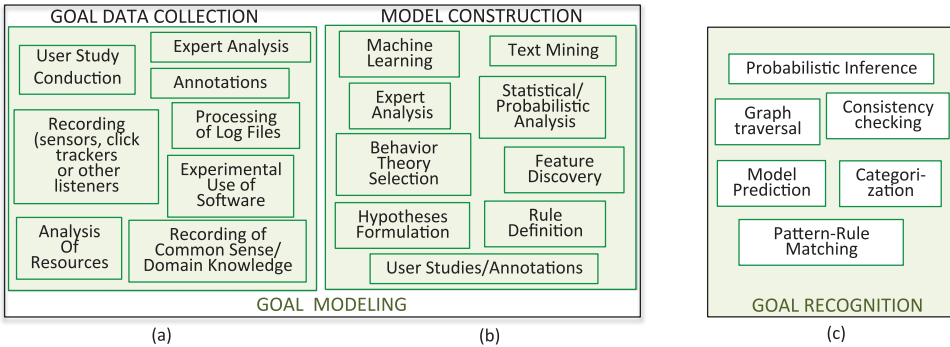 GOAL DATA COLLECTION
User Study
Conduction
Expert Analysis
Annotations
Recording
(sensors, click
trackers
or other
listeners
Processing
of Log Files
Experimental
Use of
Software
Analysis
Of
Resources
Recording of
Common Sense/
Domain Knowledge
MODEL CONSTRUCTION
Machine
Learning
Text Mining
Expert
Analysis
Statistical/
Probabilistic
Analysis
Behavior
Theory
Selection
Feature
Discovery
Hypotheses
Formulation
Rule
Definition
User Studies/Annotations
GOAL MODELING
(a)
(b)
Probabilistic Inference
Graph
traversal
Consistency
checking
Model
Prediction
Categori-
zation
Pattern-Rule
Matching
GOAL RECOGNITION
(c)